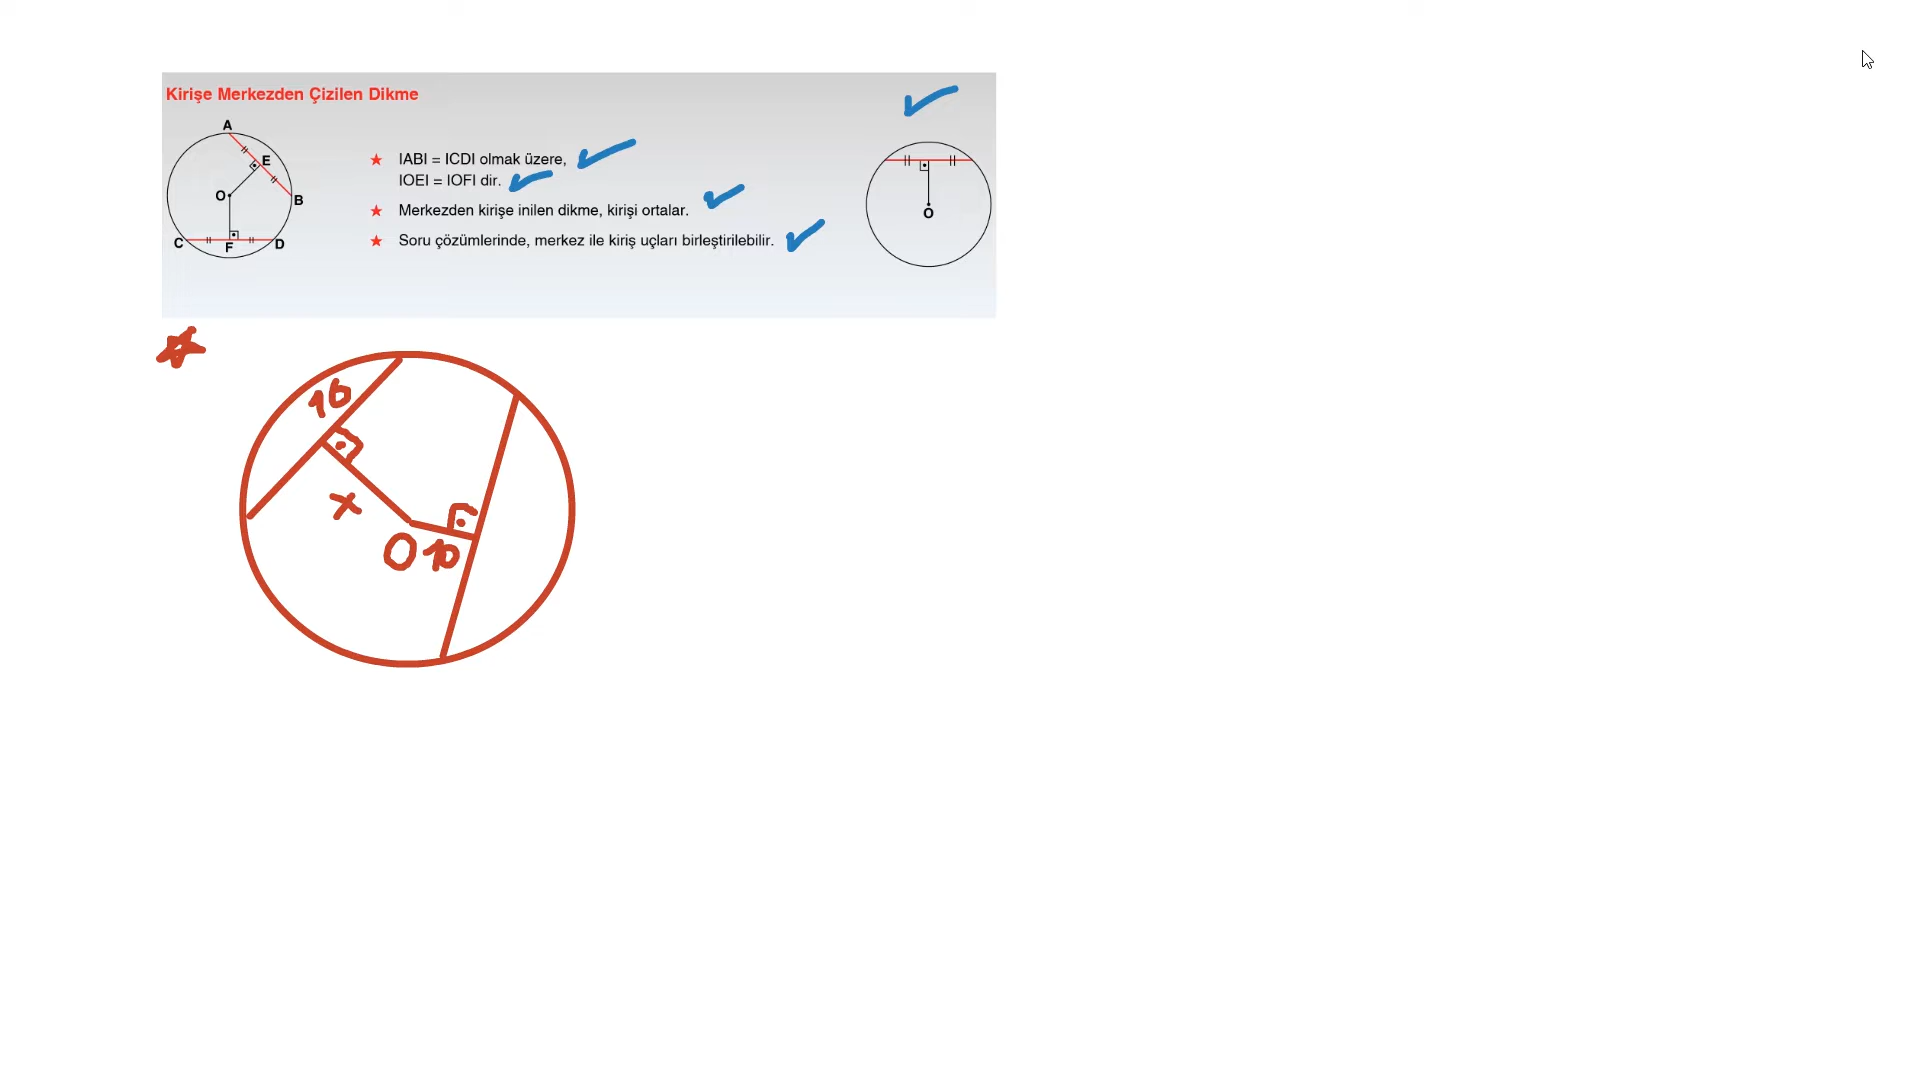 Kirişe Merkezden Çizilen Dikme
A
E
O
B
C
F
D
★ IABI = ICDI olmak üzere,
IOEI = IOFI dir.
★ Merkezden kirişe inilen dikme, kirişi ortalar.
★ Soru çözümlerinde, merkez ile kiriş uçları birleştirilebilir.
O
16
x
O
10